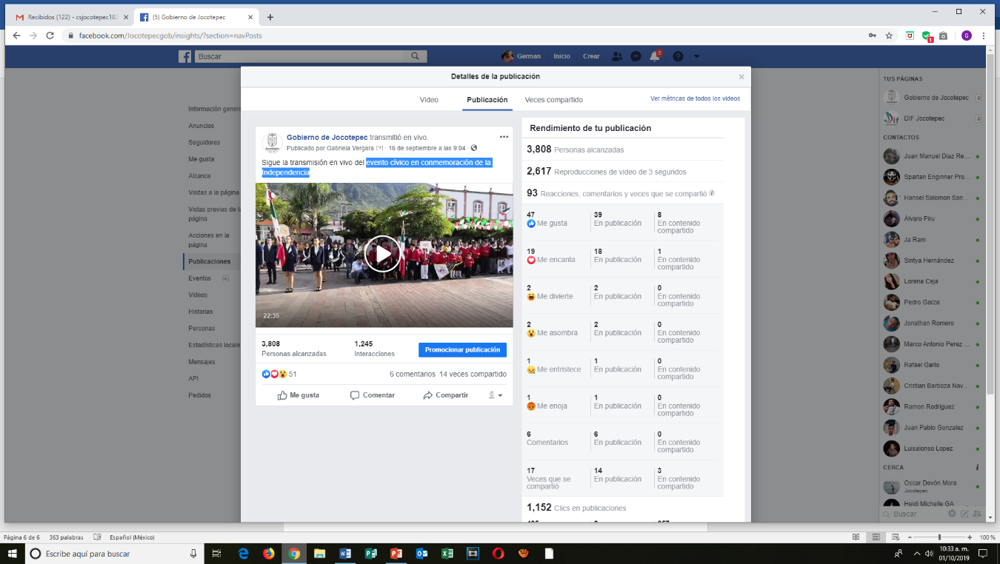 Recibidos (122) - csjocotepec182
(5) Gobierno de Jocotepec
facebook.com/Jocotepecgob/insights/?section=navPosts
Buscar
German
Inicio
Crear
5
Información genera
Anuncios
Seguidores
Me gusta
Alcance
Visitas a la página
Vistas previas de la
página
Acciones en la
página
Publicaciones
Eventos
Videos
Historias
Personas
Estadísticas locale
Mensajes
API
Pedidos
Detalles de la publicación
Video
Publicación
Veces compartido
Ver métricas de todos los videos
Gobierno de Jocotepec transmitió en vivo.
Publicado por Gabriela Vergara [?] · 16 de septiembre a las 9:04 ·
Sigue la transmisión en vivo del evento cívico en conmemoración de la
Independencia
22:35
3,808
Personas alcanzadas
1,245
Interacciones
Promocionar publicación
51
6 comentarios 14 veces compartido
Me gusta
Comentar
Compartir
Rendimiento de tu publicación
3,808 Personas alcanzadas
2,617 Reproducciones de video de 3 segundos
93 Reacciones, comentarios y veces que se compartió
47
Me gusta
39
En publicación
8
En contenido
compartido
19
Me encanta
18
En publicación
1
En contenido
compartido
2
Me divierte
2
En publicación
0
En contenido
compartido
2
Me asombra
2
En publicación
0
En contenido
compartido
1
Me entristece
1
En publicación
0
En contenido
compartido
1
Me enoja
1
En publicación
0
En contenido
compartido
6
Comentarios
6
En publicación
0
En contenido
compartido
17
Veces que se
compartió
14
En publicación
3
En contenido
compartido
1,152 Clics en publicaciones
TUS PÁGINAS
Gobierno de Jocotepec
DIF Jocotepec
CONTACTOS
Juan Manuel Diaz Re...
Spartan Enginner Pro...
Hansel Salomon San...
Álvaro Piru
Ja Ram
Sintya Hernández
Lorena Ceja
Pedro Garza
Jonathan Romero
Marco Antonio Perez ...
Rafael Garlo
Cristian Barboza Nav...
Ramon Rodríguez
Juan Pablo Gonzalez
Luisalonso Lopez
CERCA
Oscar Devón Mora
Jocotepec
Heidi Michelle GA
Buscar
Página 6 de 6
363 palabras
Español (México)
100 %
Escribe aquí para buscar
10:33 a. m.
01/10/2019